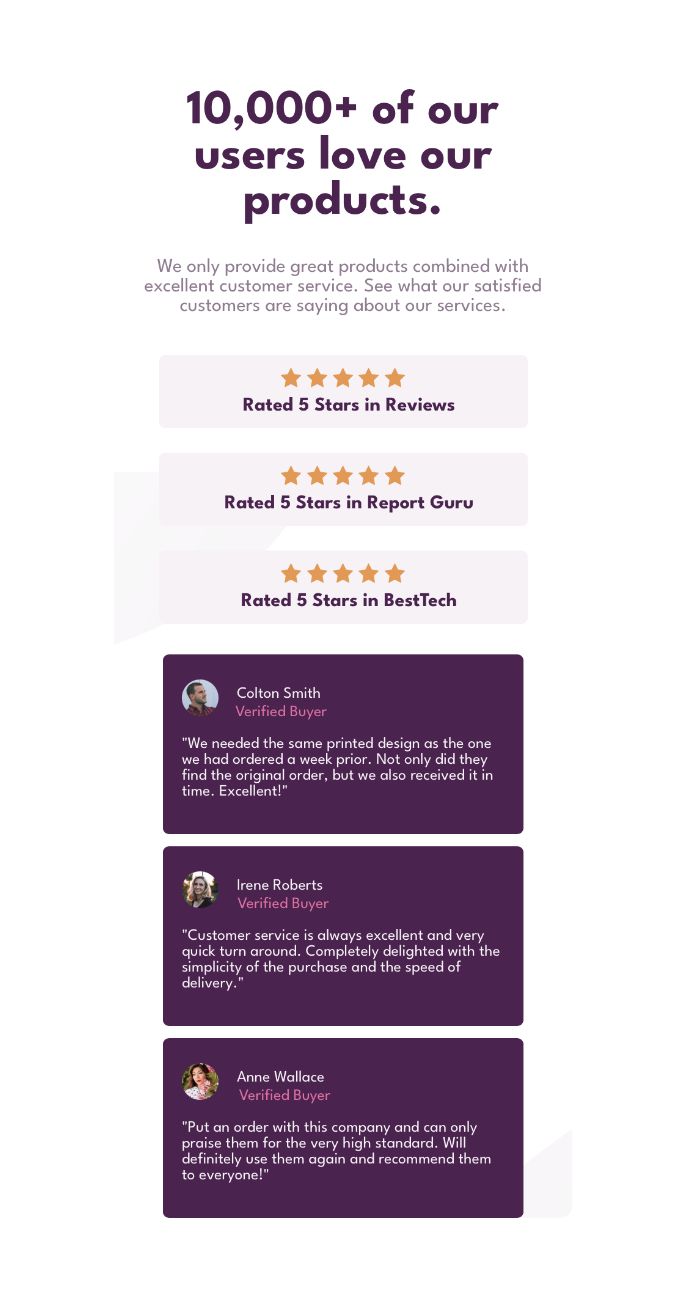 10,000+ of our
users love our
products.
We only provide great products combined with
excellent customer service. See what our satisfied
customers are saying about our services.
Rated 5 Stars in Reviews
Rated 5 Stars in Report Guru
Rated 5 Stars in BestTech
Colton Smith
Verified Buyer
"We needed the same printed design as the one
we had ordered a week prior. Not only did they
find the original order, but we also received it in
time. Excellent!"
Irene Roberts
Verified Buyer
"Customer service is always excellent and very
quick turn around. Completely delighted with the
simplicity of the purchase and the speed of
delivery."
Anne Wallace
Verified Buyer
"Put an order with this company and can only
praise them for the very high standard. Will
definitely use them again and recommend them
to everyone!"